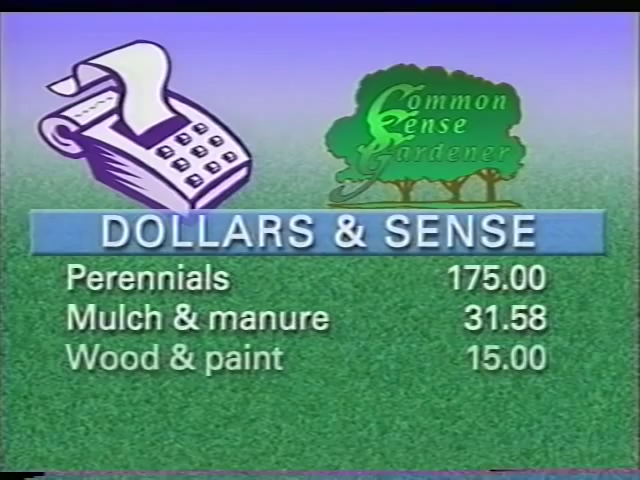 Common
Sense
Gardener
DOLLARS & SENSE
Perennials 175.00
Mulch & manure 31.58
Wood & paint 15.00